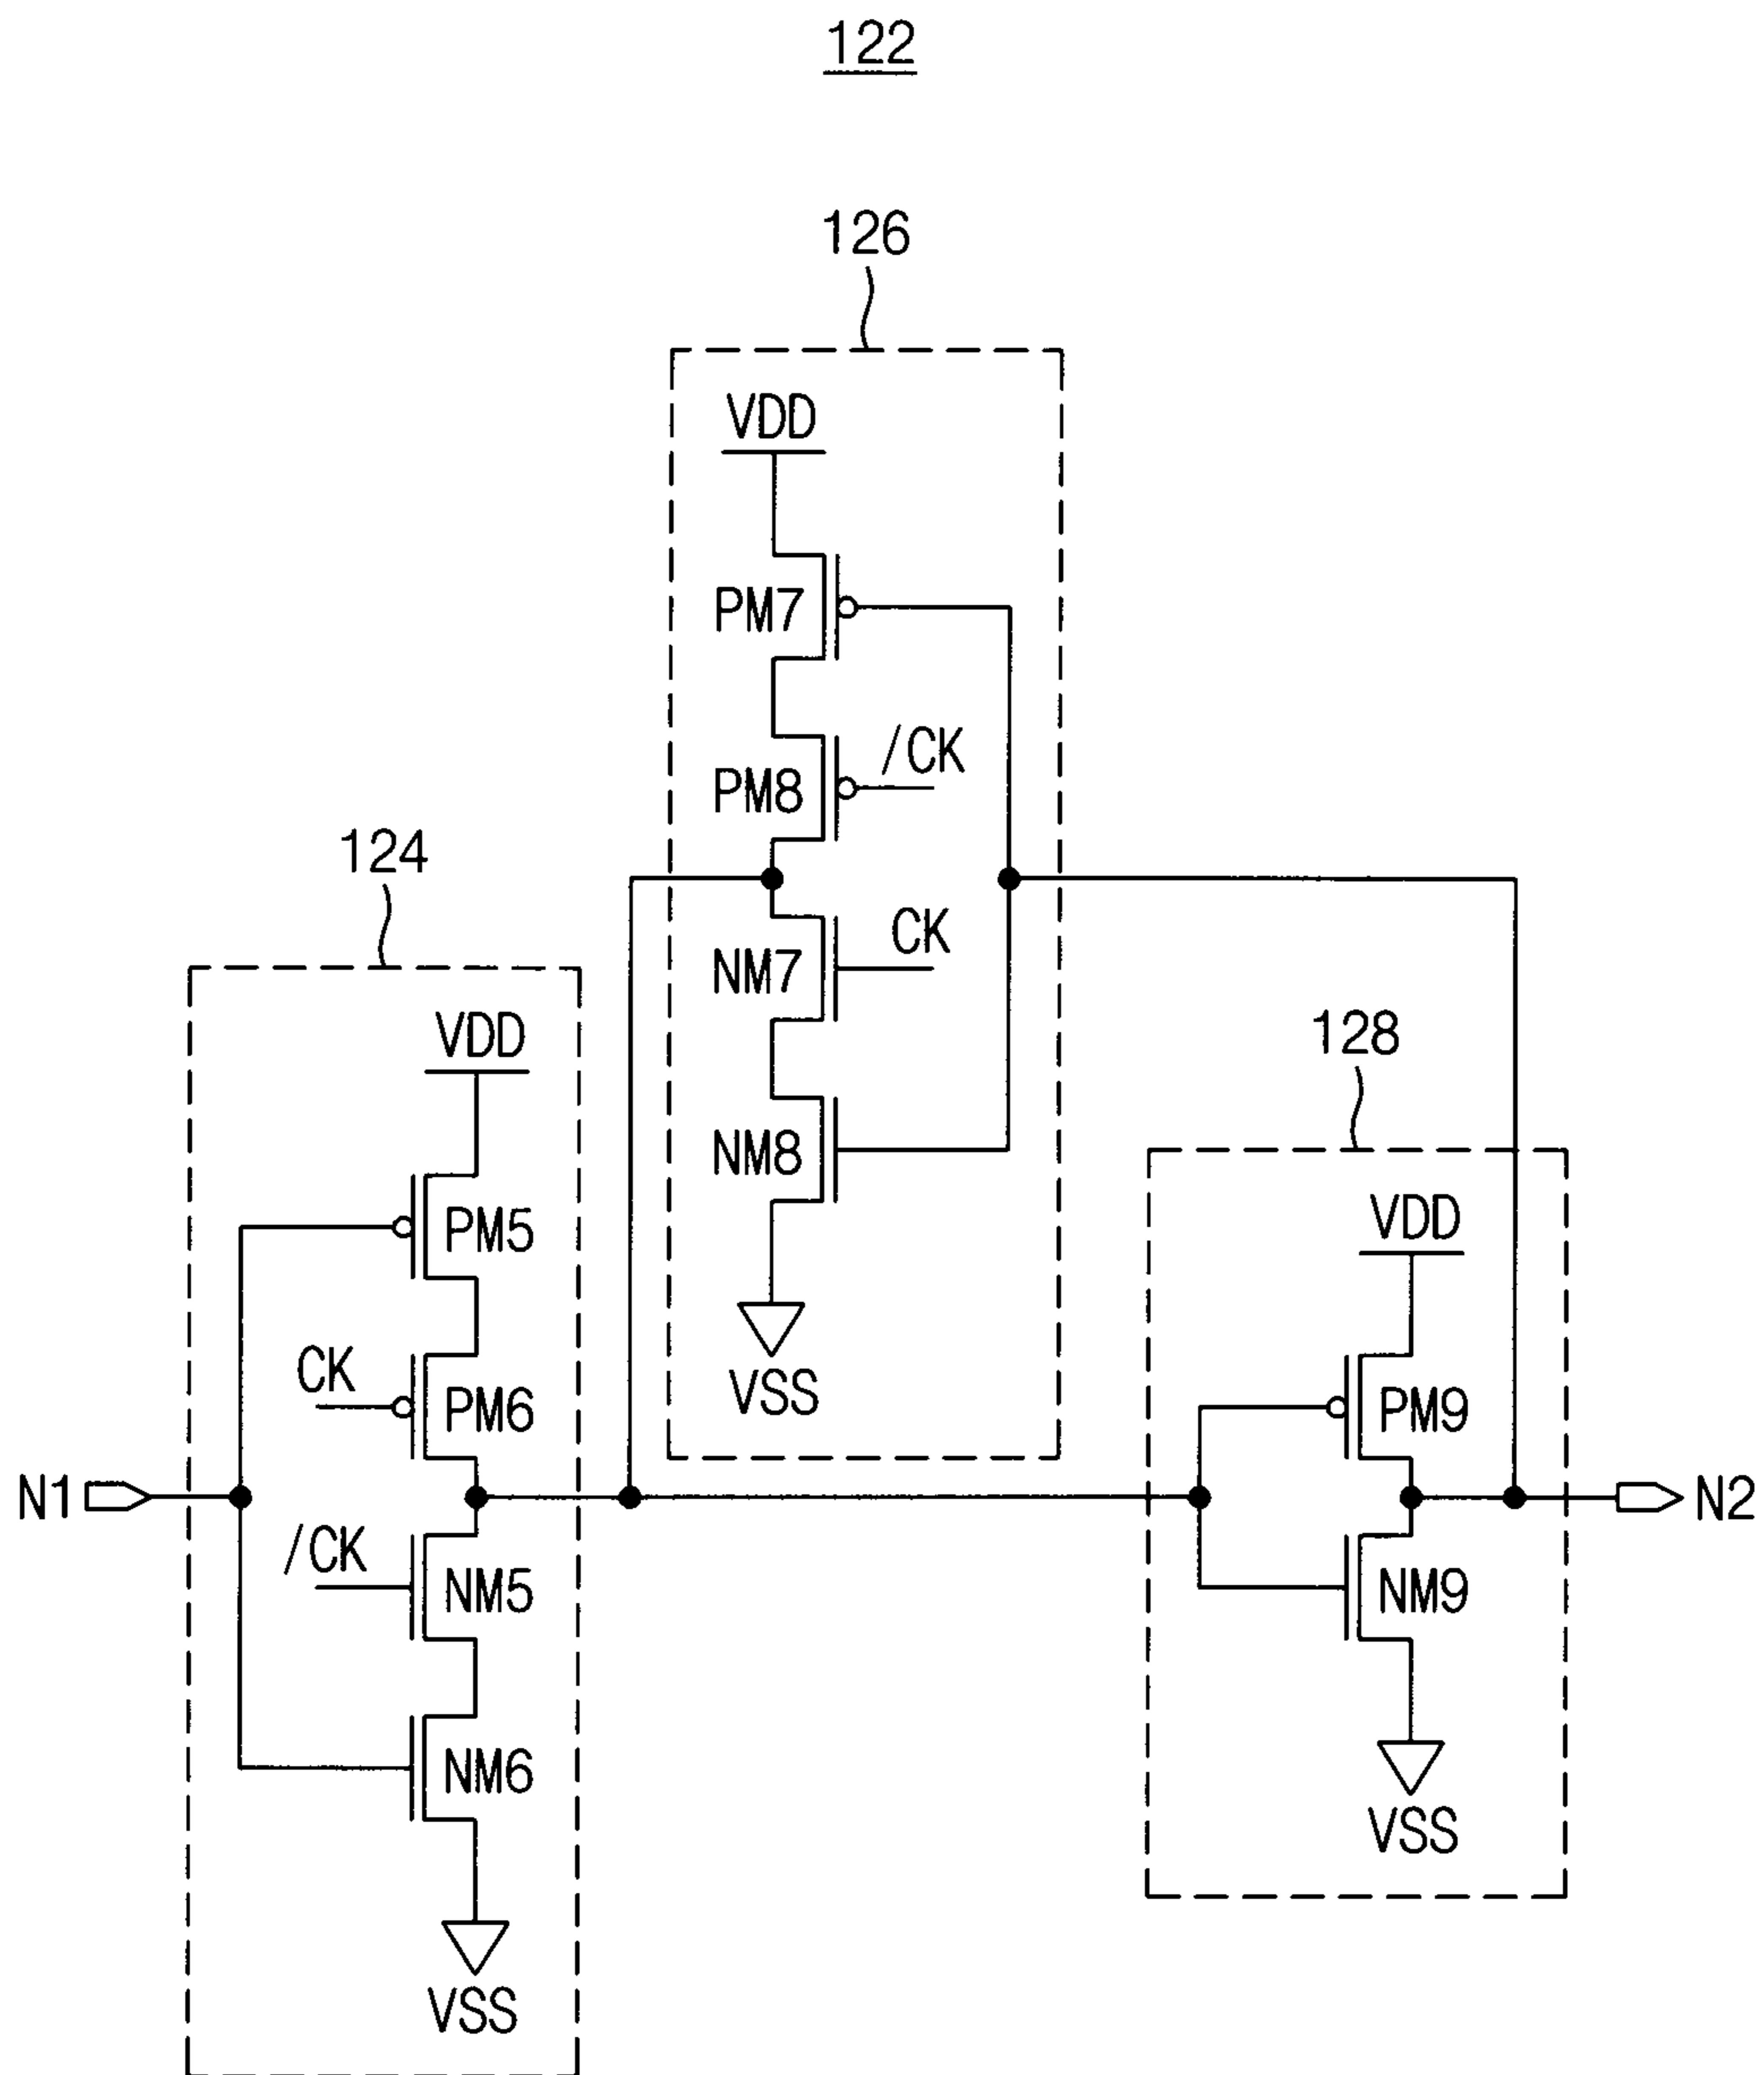 122
126
VDD
PM7
/CK
PM8
124
CK
NM7
VDD
128
NM8
VDD
PM5
CK
PM6
VSS
PM9
N1
N2
/CK
NM5
NM9
NM6
VSS
VSS